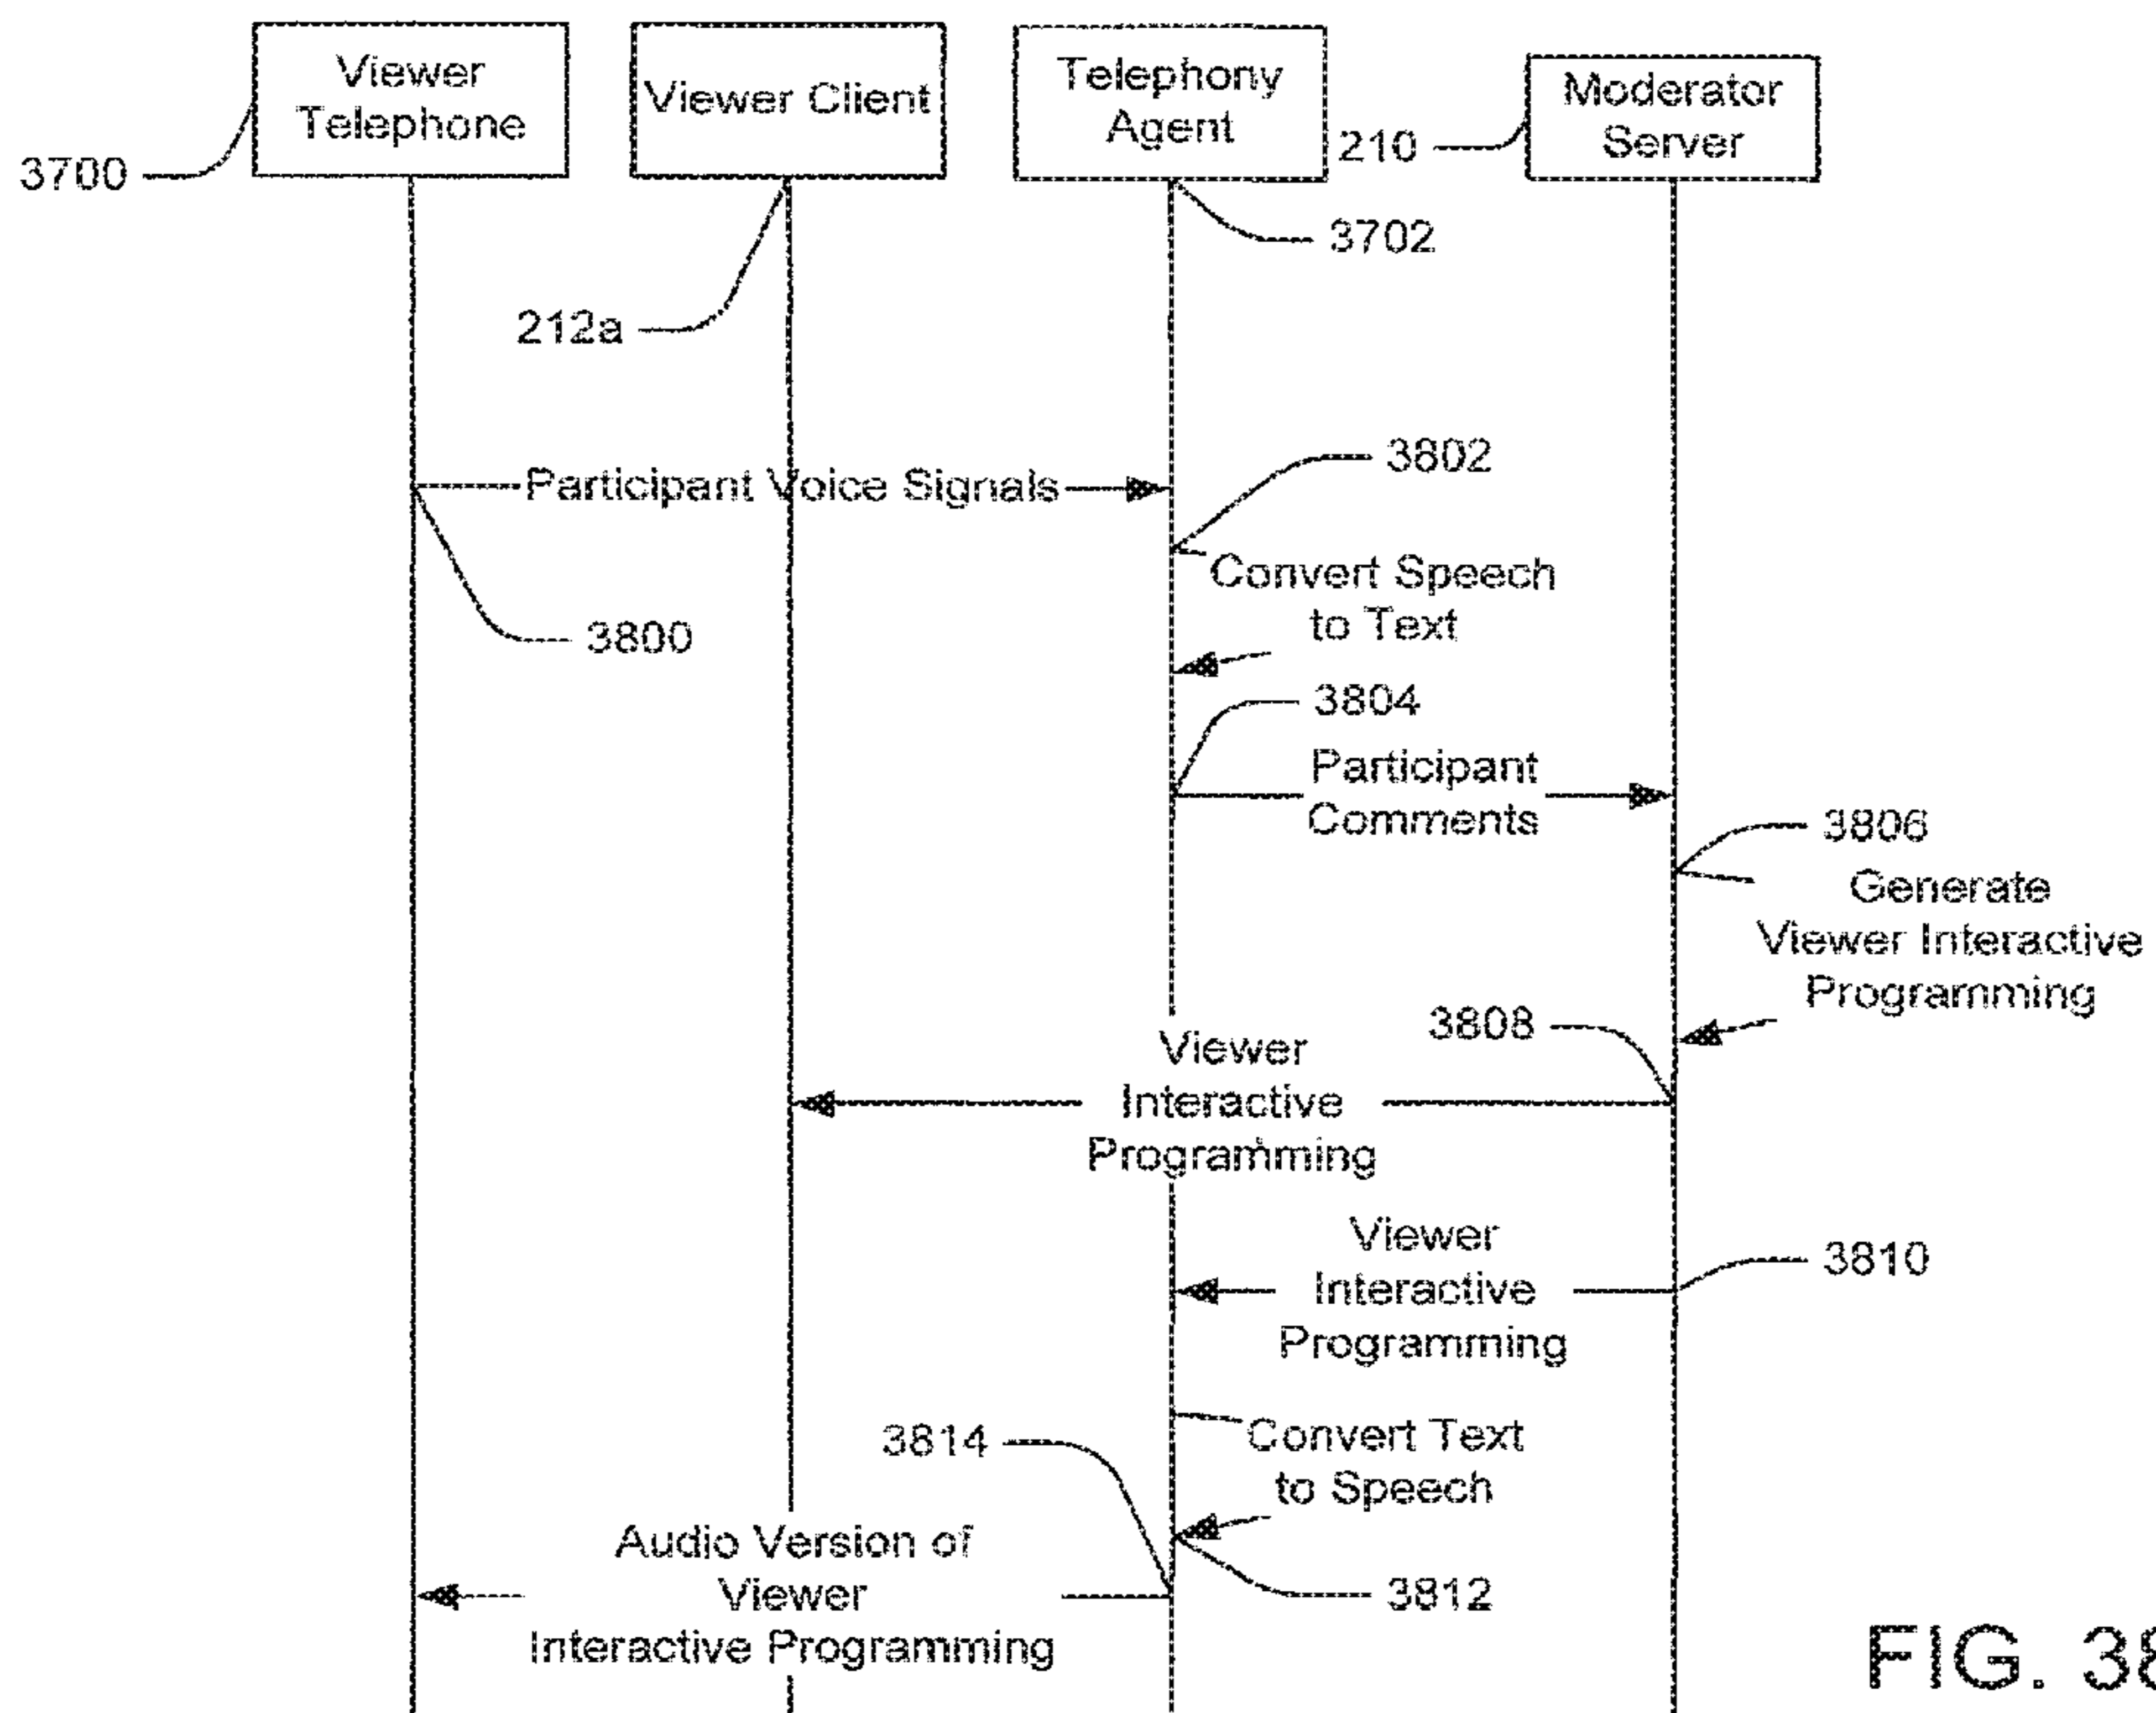 Viewer
Telephone
Viewer Client
Telephony
Agent
Moderator
Server
3700
210
3702
212a
3802
Participant Voice Signals
Convert Speech
to Text
3800
3804
Participant
Comments
3806
Generate
Viewer Interactive
Programming
3808
Viewer
Interactive
Programming
Viewer
Interactive
Programming
3810
3814
Convert Text
to Speech
Audio Version of
Viewer
Interactive Programming
3812
FIG. 38